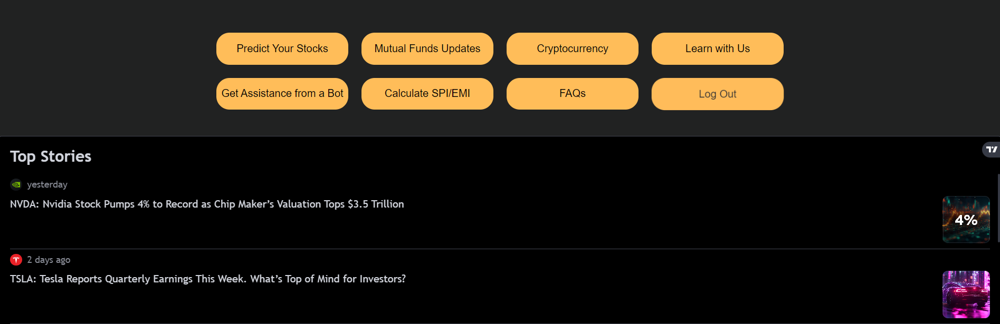 Predict Your Stocks
Mutual Funds Updates
Cryptocurrency
Learn with Us
Get Assistance from a Bot
Calculate SPI/EMI
FAQs
Log Out
Top Stories
yesterday
NVDA: Nvidia Stock Pumps 4% to Record as Chip Maker’s Valuation Tops $3.5 Trillion
4%
2 days ago
TSLA: Tesla Reports Quarterly Earnings This Week. What’s Top of Mind for Investors?